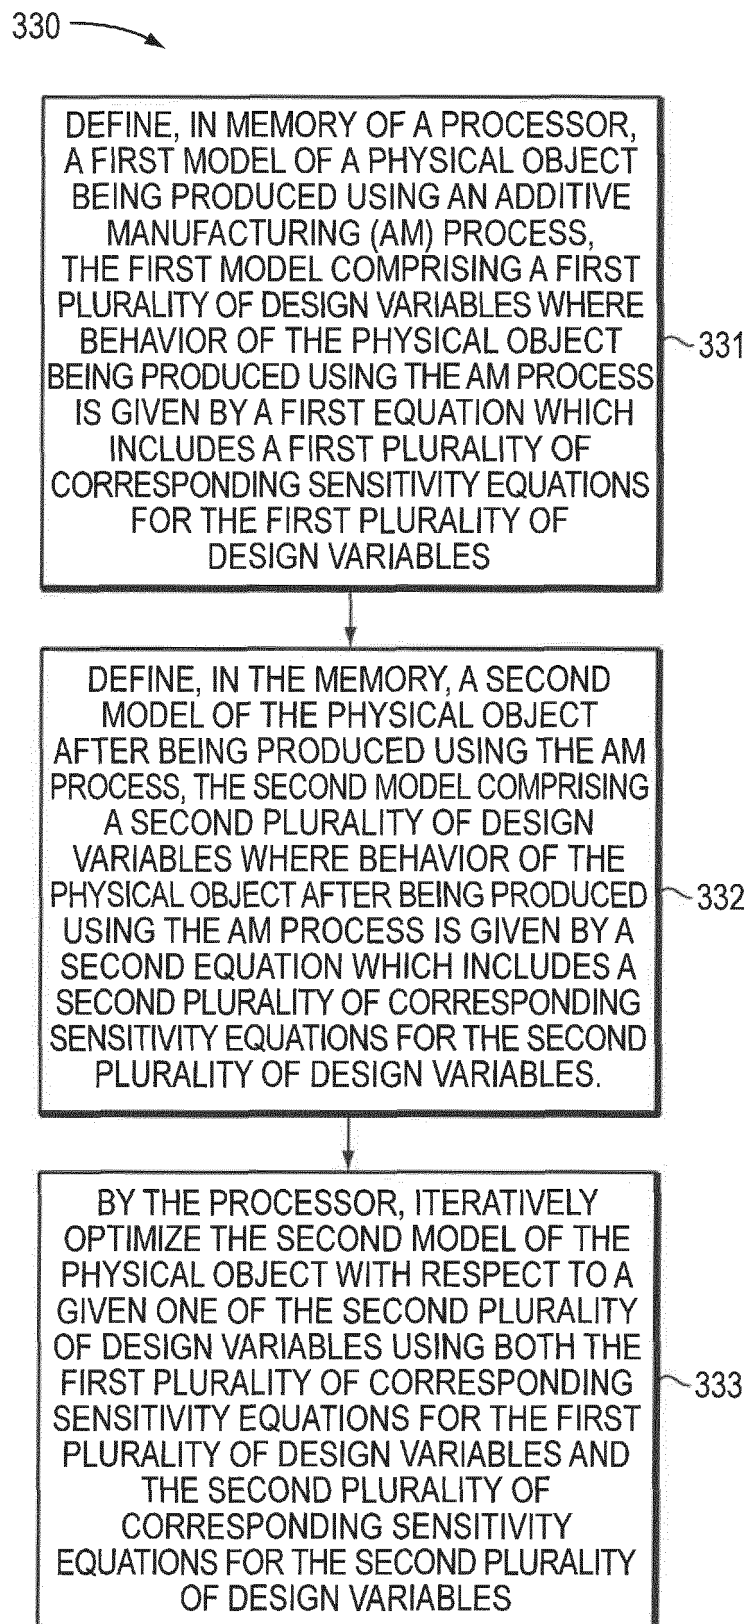 330
DEFINE, IN MEMORY OF A PROCESSOR,
A FIRST MODEL OF A PHYSICAL OBJECT
BEING PRODUCED USING AN ADDITIVE
MANUFACTURING (AM) PROCESS,
THE FIRST MODEL COMPRISING A FIRST
PLURALITY OF DESIGN VARIABLES WHERE
BEHAVIOR OF THE PHYSICAL OBJECT
BEING PRODUCED USING THE AM PROCESS
IS GIVEN BY A FIRST EQUATION WHICH
INCLUDES A FIRST PLURALITY OF
CORRESPONDING SENSITIVITY EQUATIONS
FOR THE FIRST PLURALITY OF
DESIGN VARIABLES
331
DEFINE, IN THE MEMORY, A SECOND
MODEL OF THE PHYSICAL OBJECT
AFTER BEING PRODUCED USING THE AM
PROCESS, THE SECOND MODEL COMPRISING
A SECOND PLURALITY OF DESIGN
VARIABLES WHERE BEHAVIOR OF THE
PHYSICAL OBJECT AFTER BEING PRODUCED
USING THE AM PROCESS IS GIVEN BY A
SECOND EQUATION WHICH INCLUDES A
SECOND PLURALITY OF CORRESPONDING
SENSITIVITY EQUATIONS FOR THE SECOND
PLURALITY OF DESIGN VARIABLES.
332
BY THE PROCESSOR, ITERATIVELY
OPTIMIZE THE SECOND MODEL OF THE
PHYSICAL OBJECT WITH RESPECT TO A
GIVEN ONE OF THE SECOND PLURALITY
OF DESIGN VARIABLES USING BOTH THE
FIRST PLURALITY OF CORRESPONDING
SENSITIVITY EQUATIONS FOR THE FIRST
PLURALITY OF DESIGN VARIABLES AND
THE SECOND PLURALITY OF
CORRESPONDING SENSITIVITY
EQUATIONS FOR THE SECOND PLURALITY
OF DESIGN VARIABLES
333